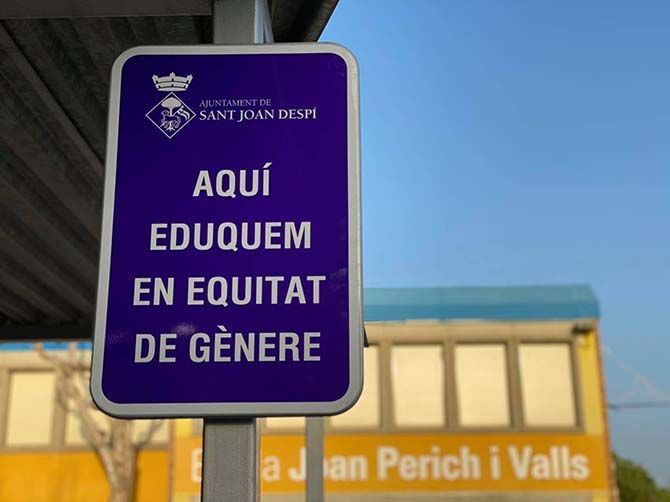 AJUNTAMENT DE
SANT JOAN DESPÍ
AQUÍ
EDUQUEM
EN EQUITAT
DE GÈNERE
Joan Perich i Valls